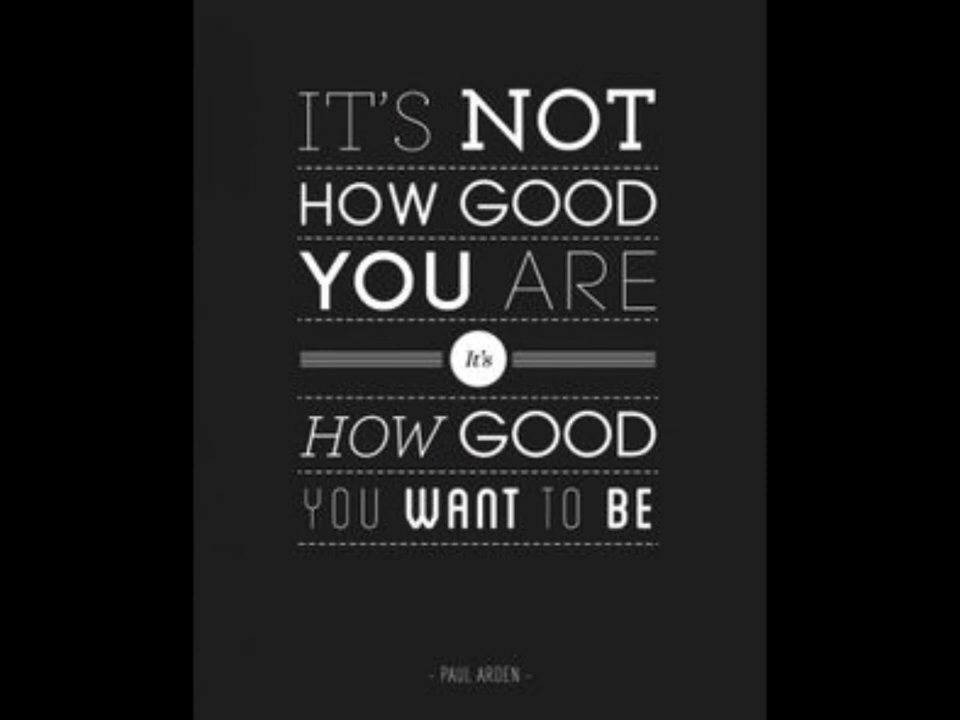 IT'S NOT
HOW GOOD
YOU ARE
It's
HOW GOOD
YOU WANT TO BE
- PAUL ARDEN -